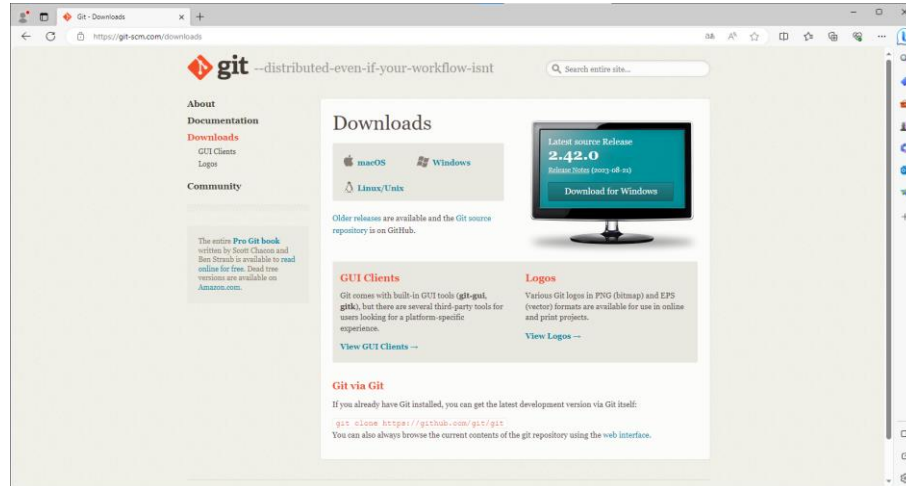 Git - Downloads
https://git-scm.com/downloads
git --distributed-even-if-your-workflow-isnt
Search entire site...
About
Documentation
Downloads
GUI Clients
Logos
Community
The entire Pro Git book
written by Scott Chacon and
Ben Straub is available to read
online for free. Dead tree
versions are available on
Amazon.com.
Downloads
macOS
Windows
Linux/Unix
Older releases are available and the Git source
repository is on GitHub.
Latest source Release
2.42.0
Release Notes (2023-08-21)
Download for Windows
GUI Clients
Git comes with built-in GUI tools (git-gui,
gitk), but there are several third-party tools for
users looking for a platform-specific
experience.
View GUI Clients →
Logos
Various Git logos in PNG (bitmap) and EPS
(vector) formats are available for use in online
and print projects.
View Logos →
Git via Git
If you already have Git installed, you can get the latest development version via Git itself:
git clone https://github.com/git/git
You can also always browse the current contents of the git repository using the web interface.